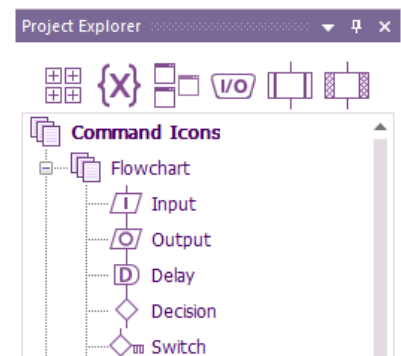 Project Explorer
{X} I/O
Command Icons
Flowchart
I Input
O Output
D Delay
Decision
Switch